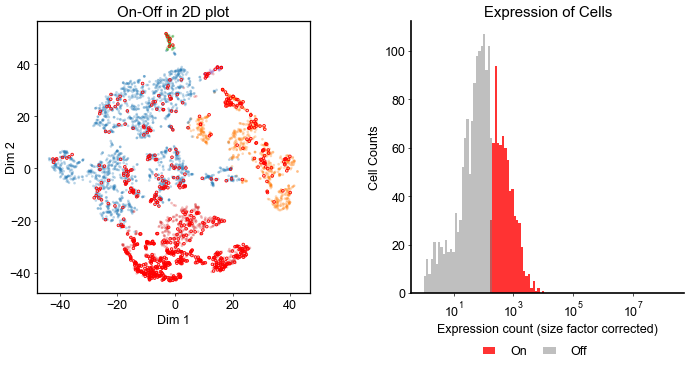 On-Off in 2D plot
Dim 2
40
20
0
−20
−40
−40 −20 0 20 40
Dim 1
Expression of Cells
Cell Counts
100
80
60
40
20
0
10^1 10^3 10^5 10^7
Expression count (size factor corrected)
On Off